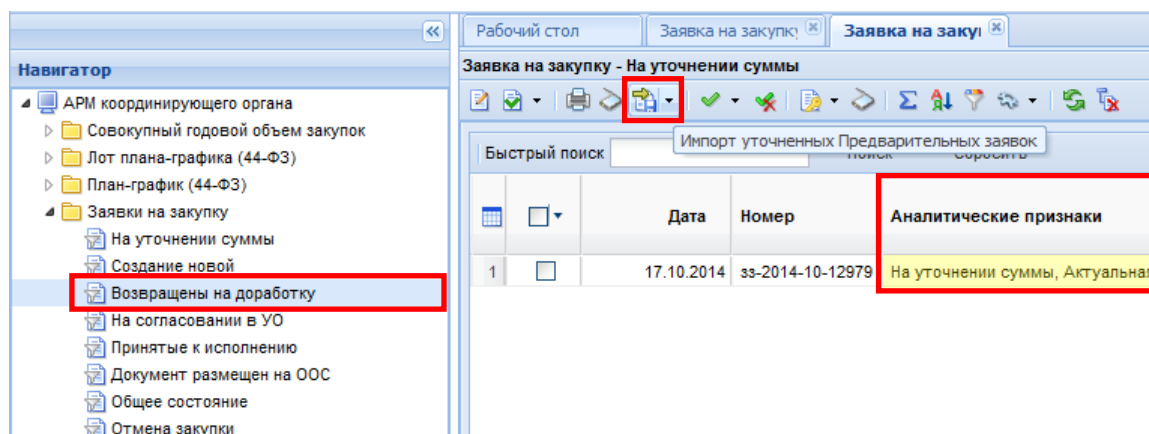 Навигатор
АРМ координирующего органа
Совокупный годовой объем закупок
Лот плана-графика (44-ФЗ)
План-график (44-ФЗ)
Заявки на закупку
На уточнении суммы
Создание новой
Возвращены на доработку
На согласовании в УО
Принятые к исполнению
Документ размещен на ООС
Общее состояние
Отмена закупки
Рабочий стол
Заявка на закупку
Заявка на закуп
Заявка на закупку - На уточнении суммы
Импорт уточненных Предварительных заявок
Быстрый поиск
Поиск Сбросить
Дата Номер Аналитические признаки
1 17.10.2014 зз-2014-10-12979 На уточнении суммы, Актуальная